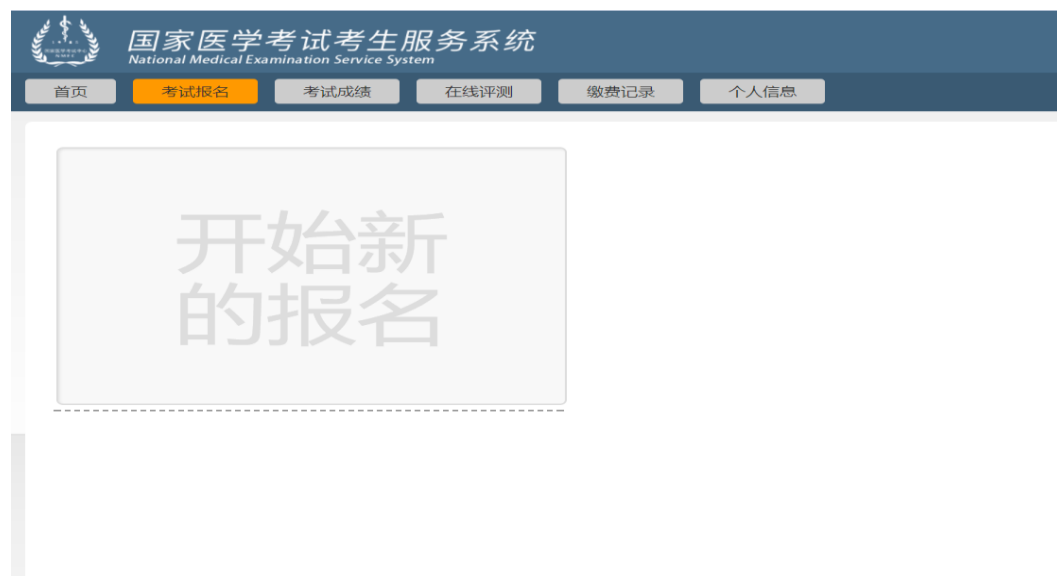 国家医学考试考生服务系统
National Medical Examination Service System
首页 考试报名 考试成绩 在线评测 缴费记录 个人信息
开始新
的报名